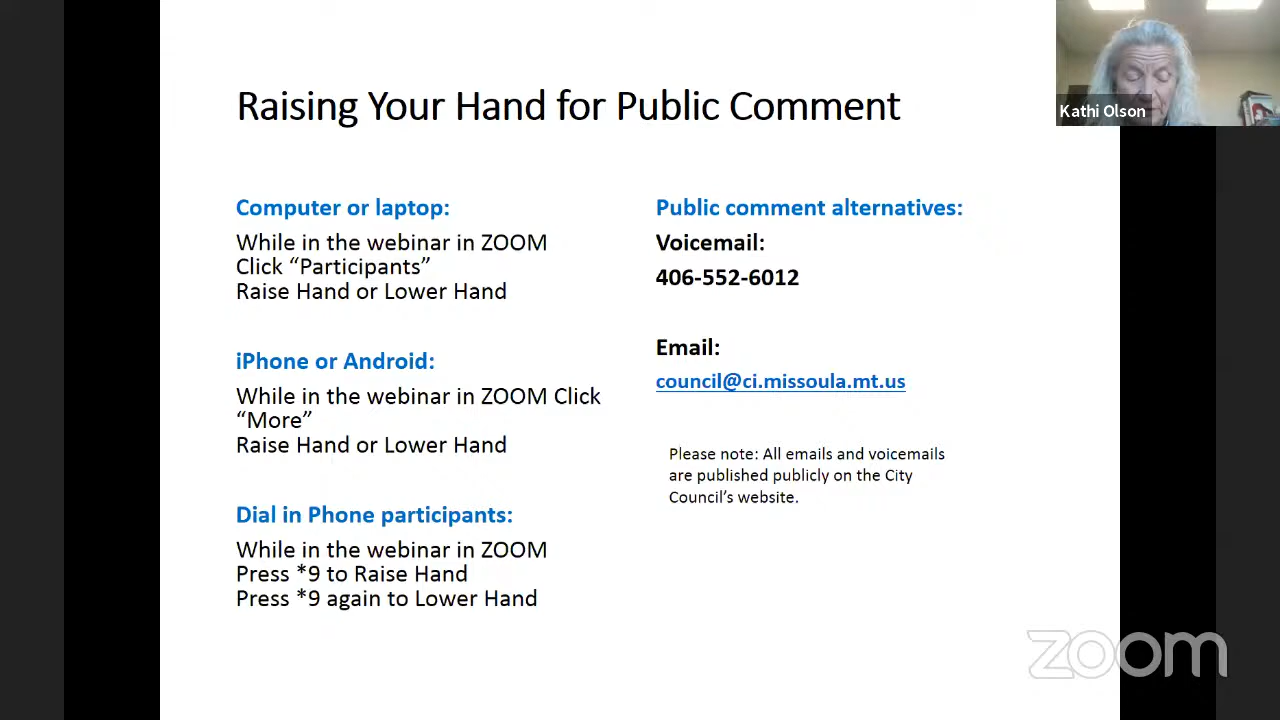 Raising Your Hand for Public Comment
Kathi Olson
Computer or laptop:
While in the webinar in ZOOM
Click “Participants”
Raise Hand or Lower Hand
iPhone or Android:
While in the webinar in ZOOM Click
“More”
Raise Hand or Lower Hand
Dial in Phone participants:
While in the webinar in ZOOM
Press *9 to Raise Hand
Press *9 again to Lower Hand
Public comment alternatives:
Voicemail:
406-552-6012
Email:
council@ci.missoula.mt.us
Please note: All emails and voicemails
are published publicly on the City
Council’s website.
zoom